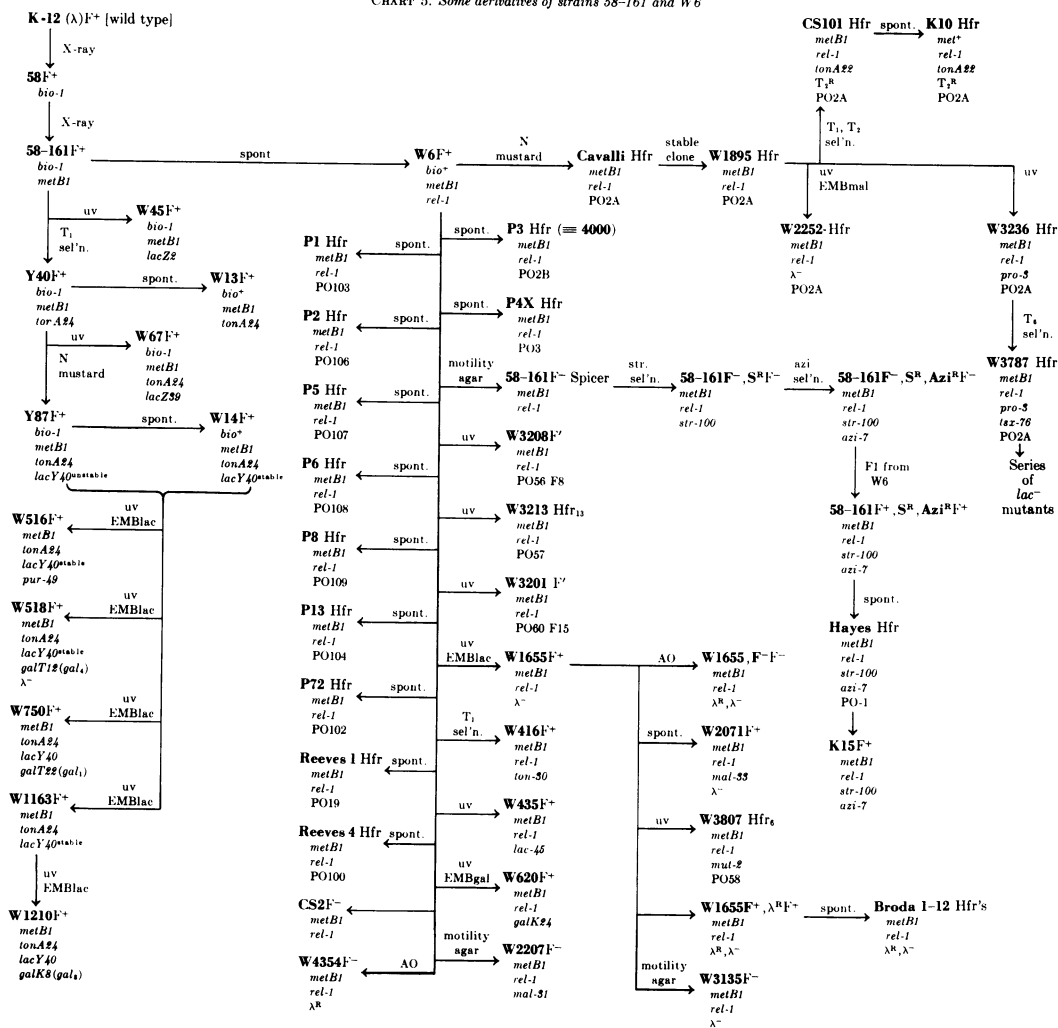 CHART 3. Some derivatives of strains 58–161 and W6
K-12 (λ)F⁺ [wild type]
X-ray
58F⁺
bio-1
X-ray
58-161F⁺
bio-1
metB1
uv
W45F⁺
bio-1
metB1
lacZ2
T₁
sel'n.
Y40F⁺
bio-1
metB1
torA24
spont.
W13F⁺
bio⁺
metB1
tonA24
uv
W67F⁺
bio-1
metB1
tonA24
lacZ39
N
mustard
Y87F⁺
bio-1
metB1
tonA24
lacY40ᵘⁿˢᵗᵃᵇˡᵉ
spont.
W14F⁺
bio⁺
metB1
tonA24
lacY40ˢᵗᵃᵇˡᵉ
uv
EMBlac
W516F⁺
metB1
tonA24
lacY40ˢᵗᵃᵇˡᵉ
pur-49
uv
EMBlac
W518F⁺
metB1
tonA24
lacY40ˢᵗᵃᵇˡᵉ
galT12(gal₄)
λ⁻
uv
EMBlac
W750F⁺
metB1
tonA24
lacY40
galT22(gal₁)
uv
EMBlac
W1163F⁺
metB1
tonA24
lacY40ˢᵗᵃᵇˡᵉ
uv
EMBlac
W1210F⁺
metB1
tonA24
lacY40
galK8(gal₈)
spont
W6F⁺
bio⁺
metB1
rel-1
spont.
P1 Hfr
metB1
rel-1
PO103
spont.
P2 Hfr
metB1
rel-1
PO106
spont.
P5 Hfr
metB1
rel-1
PO107
spont.
P6 Hfr
metB1
rel-1
PO108
spont.
P8 Hfr
metB1
rel-1
PO109
spont.
P13 Hfr
metB1
rel-1
PO104
spont.
P72 Hfr
metB1
rel-1
PO102
spont.
Reeves 1 Hfr
metB1
rel-1
PO19
spont.
Reeves 4 Hfr
metB1
rel-1
PO100
spont.
CS2F⁻
metB1
rel-1
AO
W4354F⁻
metB1
rel-1
λᴿ
spont.
P3 Hfr (≡ 4000)
metB1
rel-1
PO2B
spont.
P4X Hfr
metB1
rel-1
PO3
motility
agar
58-161F⁻ Spicer
metB1
rel-1
str.
sel'n.
58-161F⁻, SᴿF⁻
metB1
rel-1
str-100
azi
sel'n.
58-161F⁻, Sᴿ, AziᴿF⁻
metB1
rel-1
str-100
azi-7
F1 from
W6
58-161F⁺, Sᴿ, AziᴿF⁺
metB1
rel-1
str-100
azi-7
spont.
Hayes Hfr
metB1
rel-1
str-100
azi-7
PO-1
K15F⁺
metB1
rel-1
str-100
azi-7
uv
W3208F′
metB1
rel-1
PO56 F8
uv
W3213 Hfr₁₃
metB1
rel-1
PO57
uv
W3201 F′
metB1
rel-1
PO60 F15
uv
EMBlac
W1655F⁺
metB1
rel-1
λ⁻
T₁
sel'n.
W416F⁺
metB1
rel-1
ton-30
uv
W435F⁺
metB1
rel-1
lac-45
uv
EMBgal
W620F⁺
metB1
rel-1
galK24
motility
agar
W2207F⁻
metB1
rel-1
mal-31
AO
W1655, F⁻F⁻
metB1
rel-1
λᴿ, λ⁻
spont.
W2071F⁺
metB1
rel-1
mal-33
λ⁻
uv
W3807 Hfr₆
metB1
rel-1
mut-2
PO58
W1655F⁺, λᴿF⁺
metB1
rel-1
λᴿ, λ⁻
spont.
Broda 1-12 Hfr's
metB1
rel-1
λᴿ, λ⁻
motility
agar
W3135F⁻
metB1
rel-1
λ⁻
N
mustard
Cavalli Hfr
metB1
rel-1
PO2A
stable
clone
W1895 Hfr
metB1
rel-1
PO2A
T₁, T₂
sel'n.
CS101 Hfr
metB1
rel-1
tonA22
T₂ᴿ
PO2A
spont.
K10 Hfr
met⁺
rel-1
tonA22
T₂ᴿ
PO2A
uv
EMBmal
W2252-Hfr
metB1
rel-1
λ⁻
PO2A
uv
W3236 Hfr
metB1
rel-1
pro-3
PO2A
T₆
sel'n.
W3787 Hfr
metB1
rel-1
pro-3
tsx-76
PO2A
Series
of
lac⁻
mutants